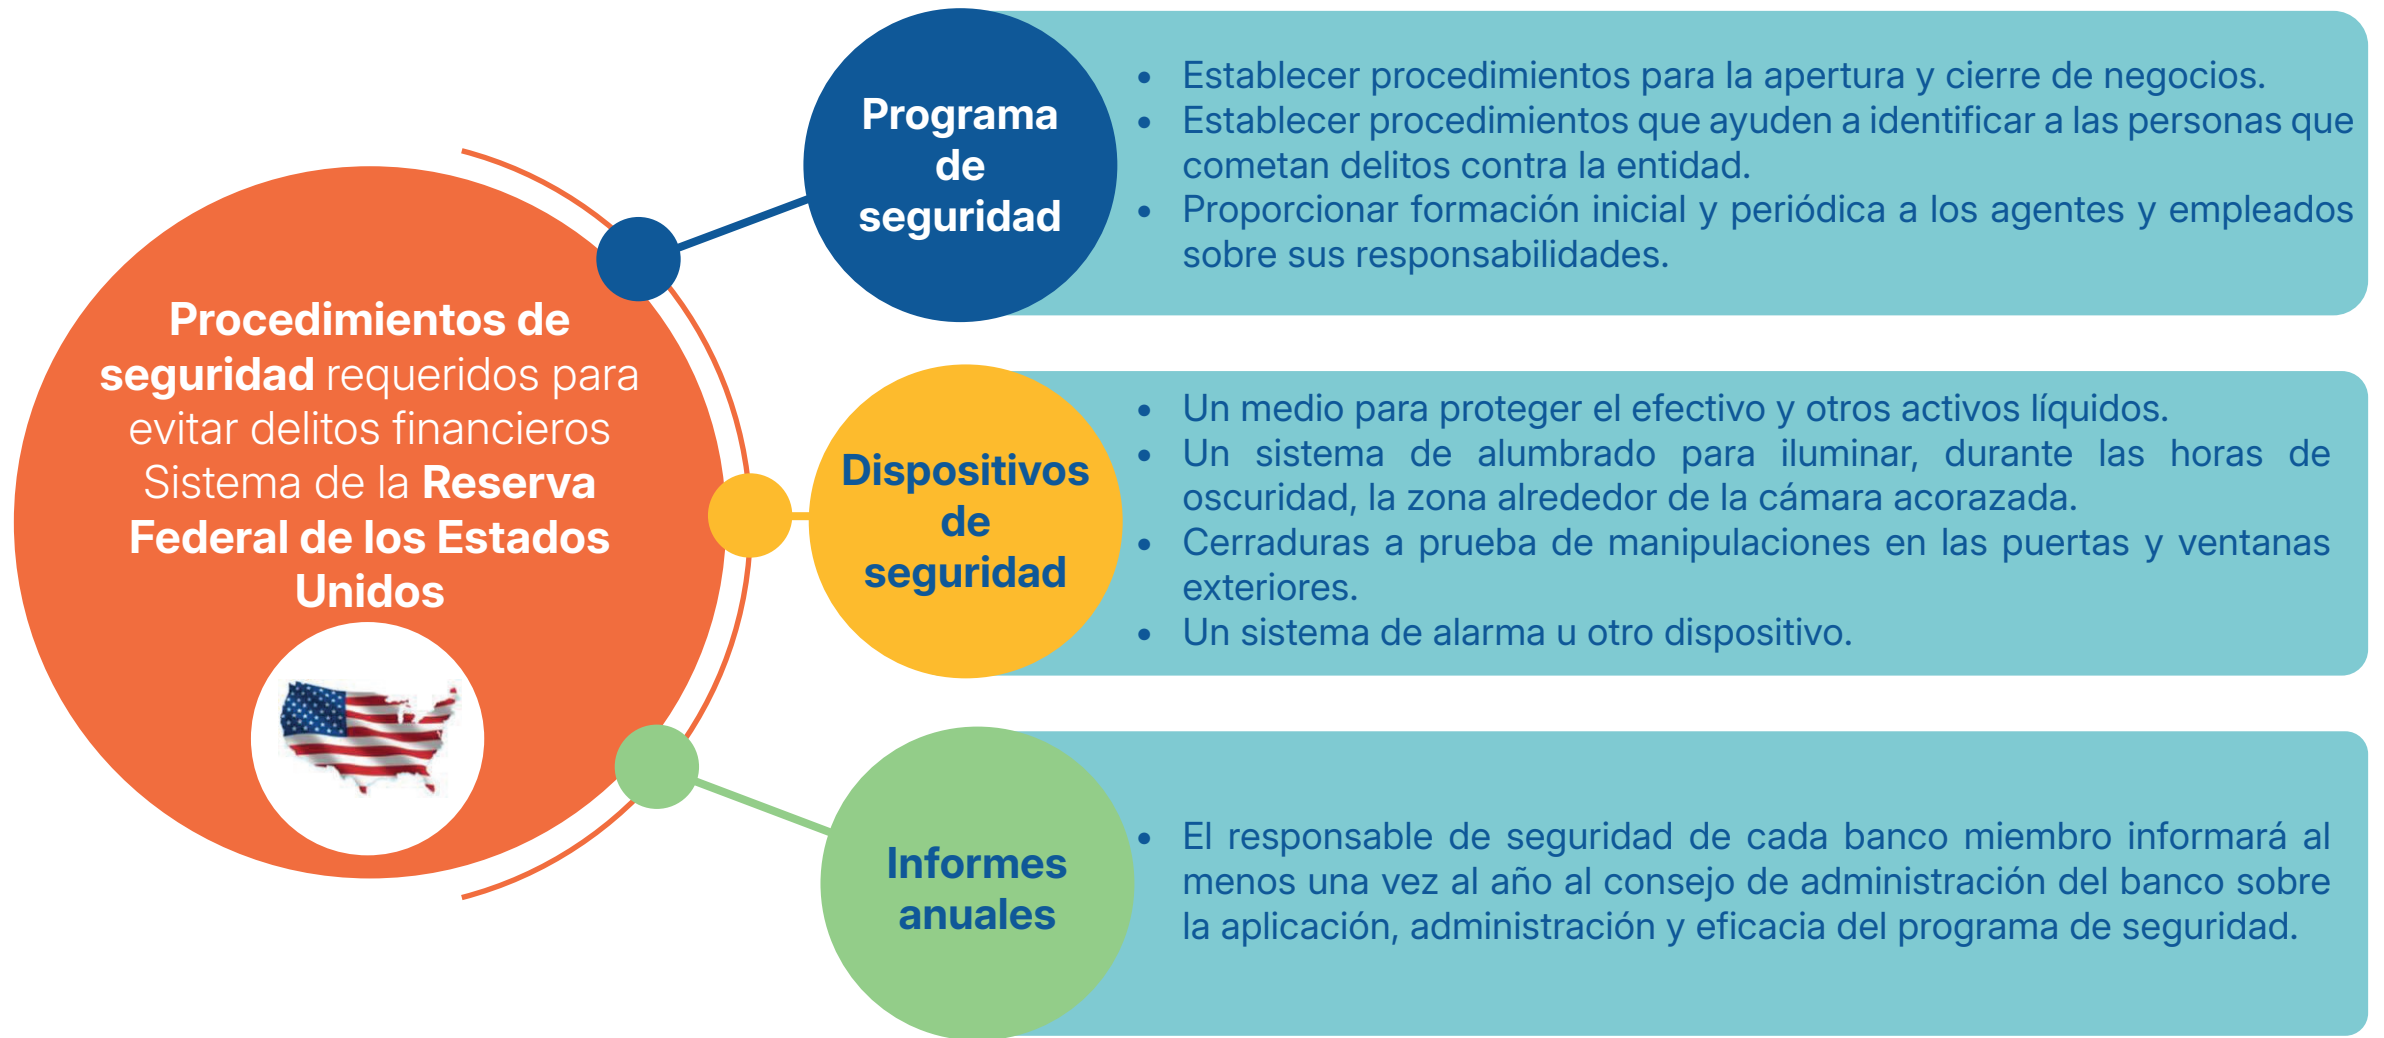 Procedimientos de
seguridad requeridos para
evitar delitos financieros
Sistema de la Reserva
Federal de los Estados
Unidos
Programa
de
seguridad
• Establecer procedimientos para la apertura y cierre de negocios.
• Establecer procedimientos que ayuden a identificar a las personas que
cometan delitos contra la entidad.
• Proporcionar formación inicial y periódica a los agentes y empleados
sobre sus responsabilidades.
Dispositivos
de
seguridad
• Un medio para proteger el efectivo y otros activos líquidos.
• Un sistema de alumbrado para iluminar, durante las horas de
oscuridad, la zona alrededor de la cámara acorazada.
• Cerraduras a prueba de manipulaciones en las puertas y ventanas
exteriores.
• Un sistema de alarma u otro dispositivo.
Informes
anuales
• El responsable de seguridad de cada banco miembro informará al
menos una vez al año al consejo de administración del banco sobre
la aplicación, administración y eficacia del programa de seguridad.